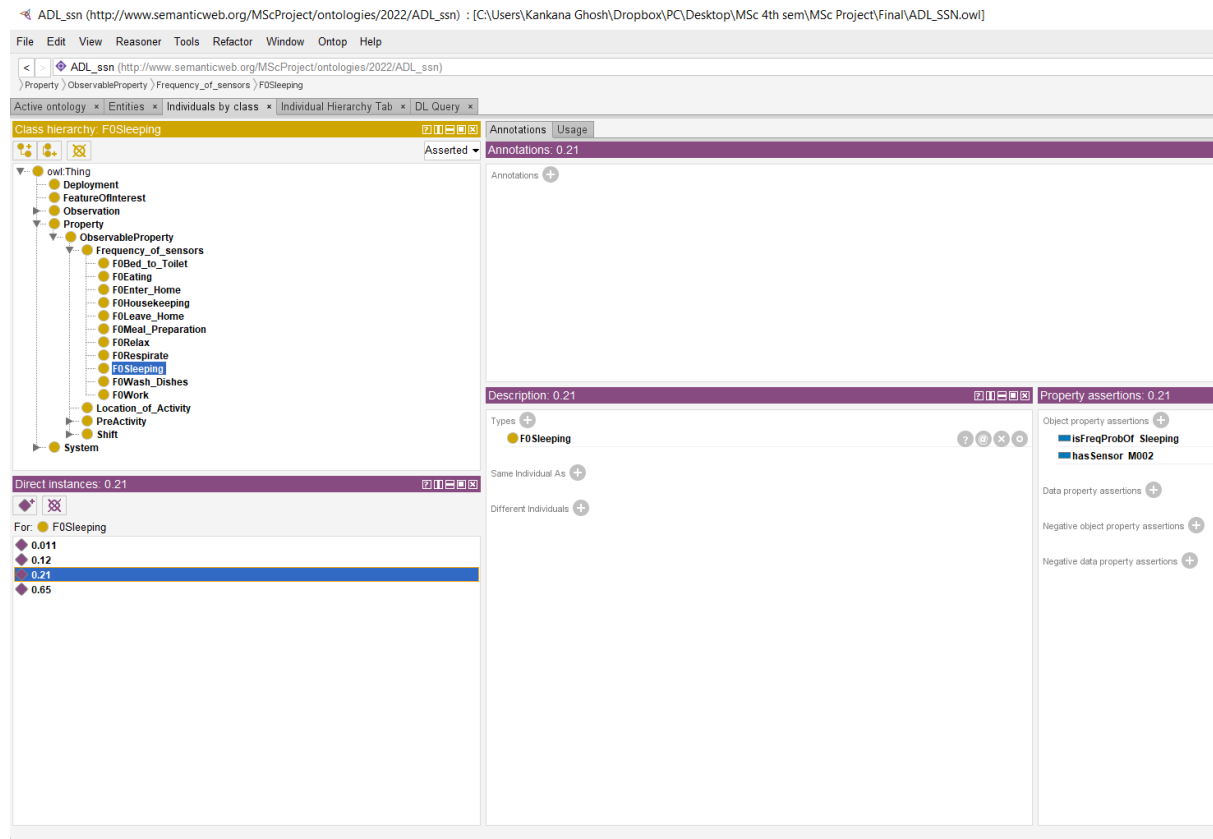 ADL_ssn (http://www.semanticweb.org/MScProject/ontologies/2022/ADL_ssn) : [C:\Users\Kankana Ghosh\Dropbox\PC\Desktop\MSc 4th sem\MSc Project\Final\ADL_SSN.owl]
File Edit View Reasoner Tools Refactor Window Ontop Help
< > ADL_ssn (http://www.semanticweb.org/MScProject/ontologies/2022/ADL_ssn)
Property ObservableProperty Frequency_of_sensors F0Sleeping
Active ontology × Entities × Individuals by class × Individual Hierarchy Tab × DL Query ×
Class hierarchy: F0Sleeping
Asserted
owl:Thing
Deployment
FeatureOfInterest
Observation
Property
ObservableProperty
Frequency_of_sensors
F0Bed_to_Toilet
F0Eating
F0Enter_Home
F0Housekeeping
F0Leave_Home
F0Meal_Preparation
F0Relax
F0Respirate
F0Sleeping
F0Wash_Dishes
F0Work
Location_of_Activity
PreActivity
Shift
System
Direct instances: 0.21
For: F0Sleeping
0.011
0.12
0.21
0.65
Annotations Usage
Annotations: 0.21
Annotations
Description: 0.21
Types
F0Sleeping
Same Individual As
Different Individuals
Property assertions: 0.21
Object property assertions
isFreqProbOf Sleeping
hasSensor M002
Data property assertions
Negative object property assertions
Negative data property assertions